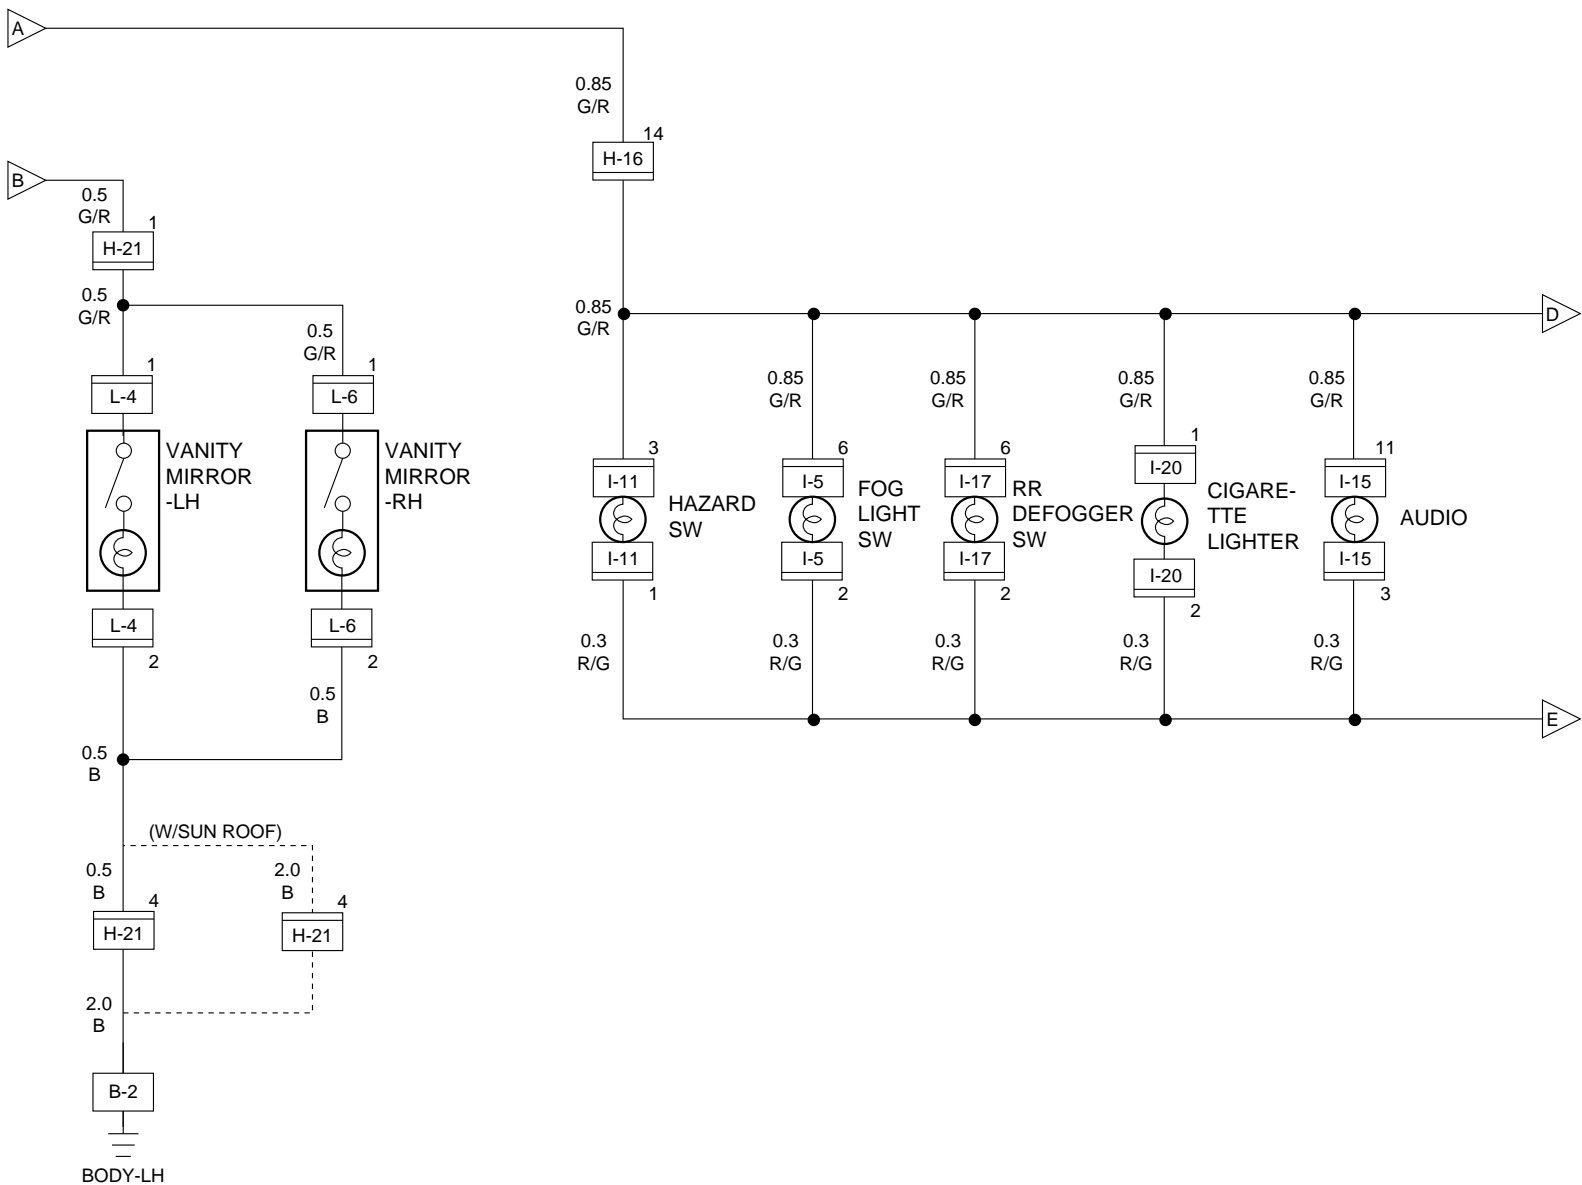 A
0.85
G/R
14
H-16
B
0.5
G/R
1
H-21
0.5
G/R
0.5
G/R
0.85
G/R
D
1
L-4
1
L-6
0.85
G/R
0.85
G/R
0.85
G/R
0.85
G/R
VANITY
MIRROR
-LH
VANITY
MIRROR
-RH
3
I-11
HAZARD
SW
I-11
1
6
I-5
FOG
LIGHT
SW
I-5
2
6
I-17
RR
DEFOGGER
SW
I-17
2
1
I-20
CIGARE-
TTE
LIGHTER
I-20
2
11
I-15
AUDIO
I-15
3
L-4
2
L-6
2
0.3
R/G
0.3
R/G
0.3
R/G
0.3
R/G
0.3
R/G
0.5
B
E
0.5
B
(W/SUN ROOF)
0.5
B
2.0
B
4
H-21
4
H-21
2.0
B
B-2
BODY-LH